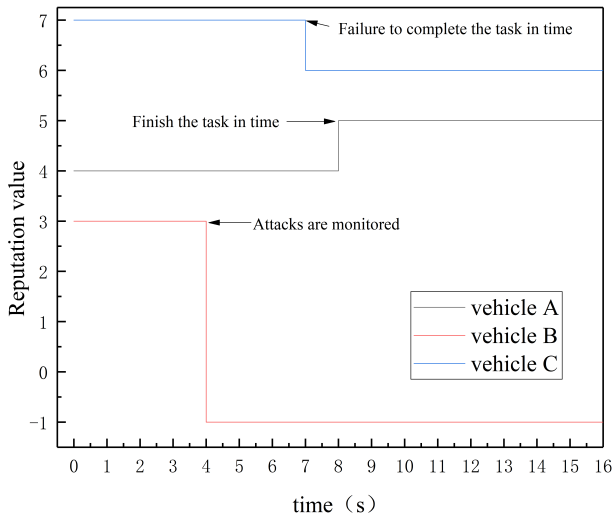 7
6
5
4
3
2
1
0
-1
Reputation value
Failure to complete the task in time
Finish the task in time
Attacks are monitored
vehicle A
vehicle B
vehicle C
0 1 2 3 4 5 6 7 8 9 10 11 12 13 14 15 16
time（s）